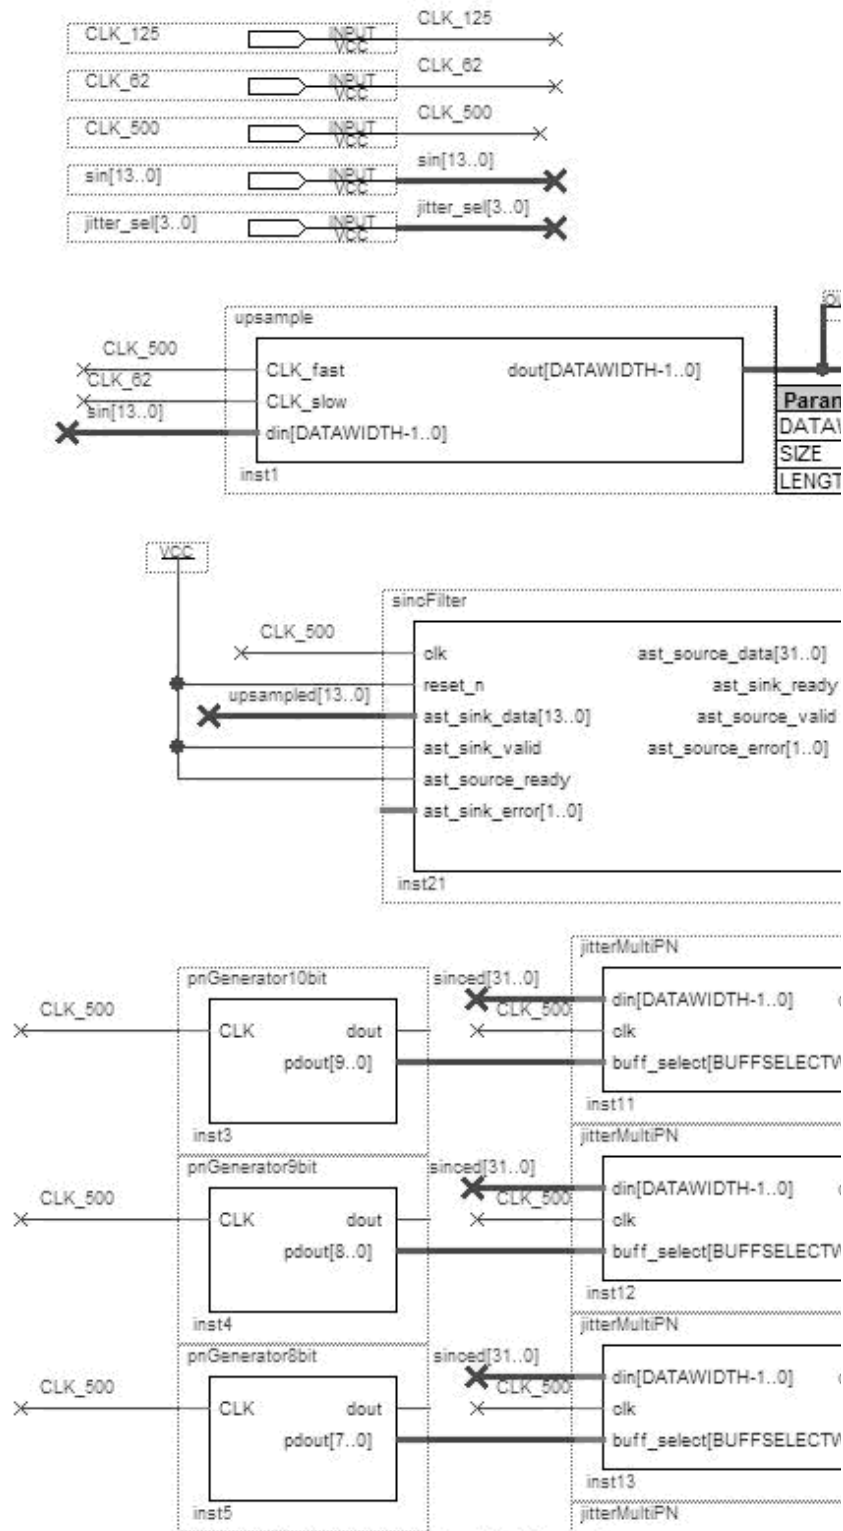 CLK_125 INPUT VCC CLK_125
CLK_62 INPUT VCC CLK_62
CLK_500 INPUT VCC CLK_500
sin[13..0] INPUT VCC sin[13..0]
jitter_sel[3..0] INPUT VCC jitter_sel[3..0]
upsample
CLK_500
CLK_fast dout[DATAWIDTH-1..0]
CLK_62
CLK_slow
sin[13..0]
din[DATAWIDTH-1..0]
inst1
SIZE
VCC
sincFilter
CLK_500
clk ast_source_data[31..0]
reset_n ast_sink_ready
upsampled[13..0]
ast_sink_data[13..0] ast_source_valid
ast_sink_valid ast_source_error[1..0]
ast_source_ready
ast_sink_error[1..0]
inst21
jitterMultiPN
pnGenerator10bit
sinced[31..0]
din[DATAWIDTH-1..0]
CLK_500
CLK dout
CLK_500
clk
pdout[9..0]
buff_select[BUFFSELECTW
inst11
inst3
jitterMultiPN
pnGenerator9bit
sinced[31..0]
din[DATAWIDTH-1..0]
CLK_500
CLK dout
CLK_500
clk
pdout[8..0]
buff_select[BUFFSELECTW
inst12
inst4
jitterMultiPN
pnGenerator8bit
sinced[31..0]
din[DATAWIDTH-1..0]
CLK_500
CLK dout
CLK_500
clk
pdout[7..0]
buff_select[BUFFSELECTW
inst13
inst5
jitterMultiPN